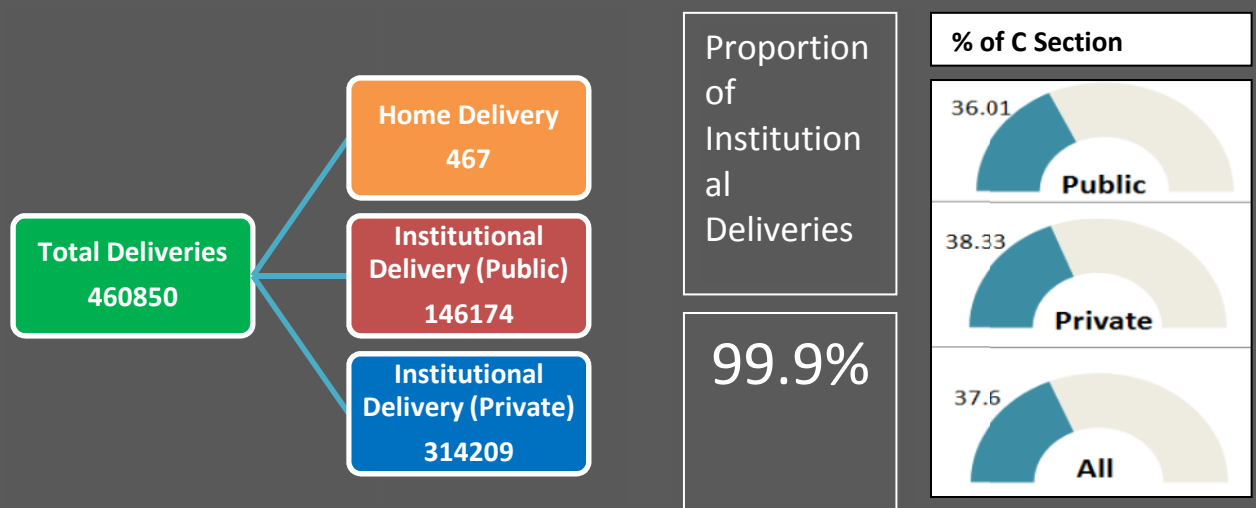 Total Deliveries
460850
Home Delivery
467
Institutional
Delivery (Public)
146174
Institutional
Delivery (Private)
314209
Proportion
of
Institution
al
Deliveries
99.9%
% of C Section
36.01
Public
38.33
Private
37.6
All